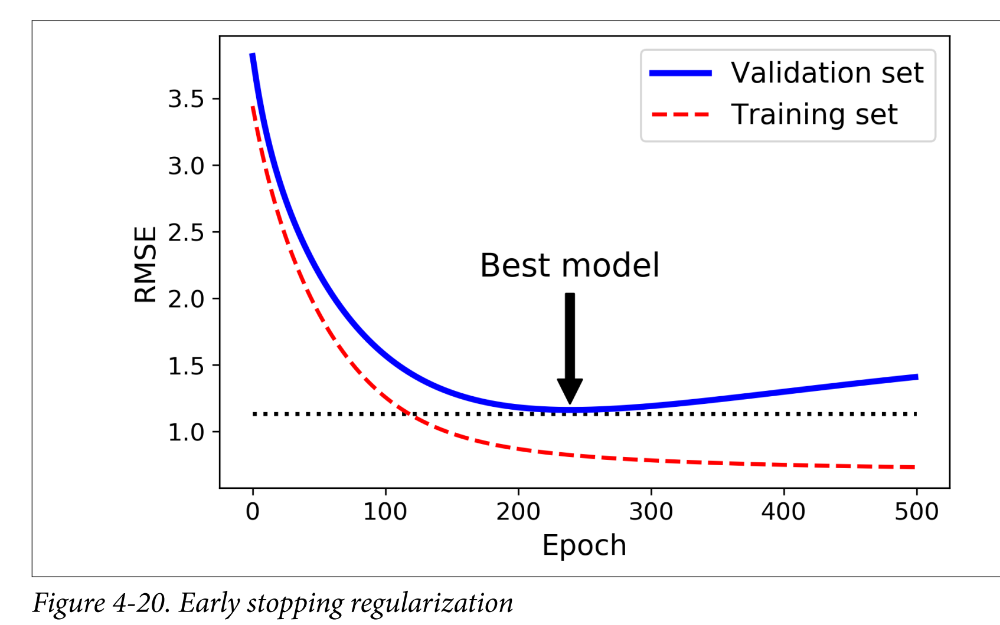 Validation set
Training set
3.5
3.0
2.5
2.0
1.5
1.0
RMSE
Best model
0 100 200 300 400 500
Epoch
Figure 4-20. Early stopping regularization